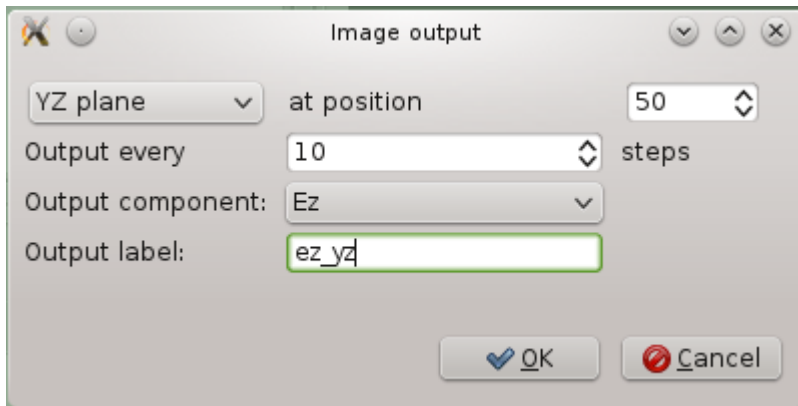 Image output
YZ plane at position 50
Output every 10 steps
Output component: Ez
Output label: ez_yz
OK Cancel